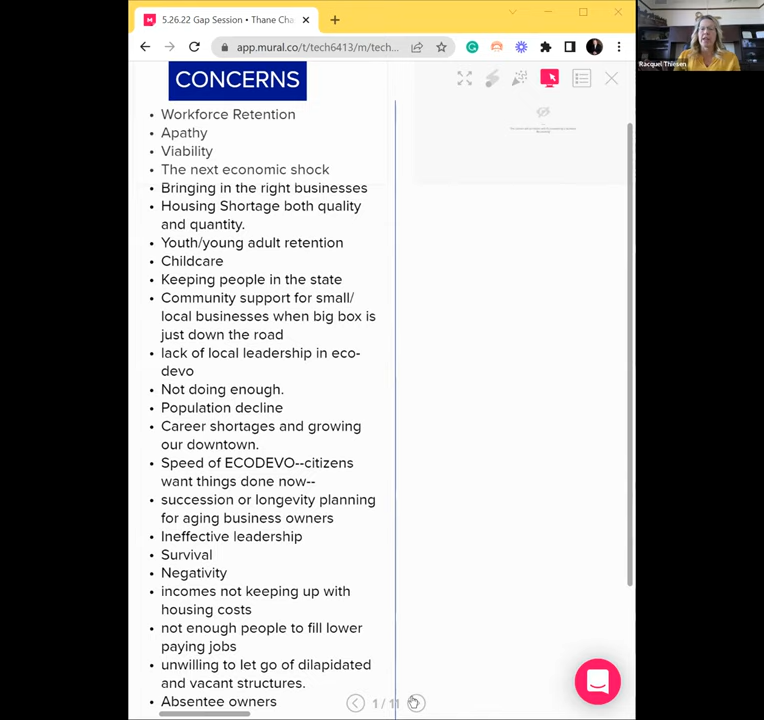 5.26.22 Gap Session • Thane Cha
app.mural.co/t/tech6413/m/tech...
Racquel Thiesen
CONCERNS
• Workforce Retention
• Apathy
• Viability
• The next economic shock
• Bringing in the right businesses
• Housing Shortage both quality
and quantity.
• Youth/young adult retention
• Childcare
• Keeping people in the state
• Community support for small/
local businesses when big box is
just down the road
• lack of local leadership in eco-
devo
• Not doing enough.
• Population decline
• Career shortages and growing
our downtown.
• Speed of ECODEVO--citizens
want things done now--
• succession or longevity planning
for aging business owners
• Ineffective leadership
• Survival
• Negativity
• incomes not keeping up with
housing costs
• not enough people to fill lower
paying jobs
• unwilling to let go of dilapidated
and vacant structures.
• Absentee owners
1 / 11